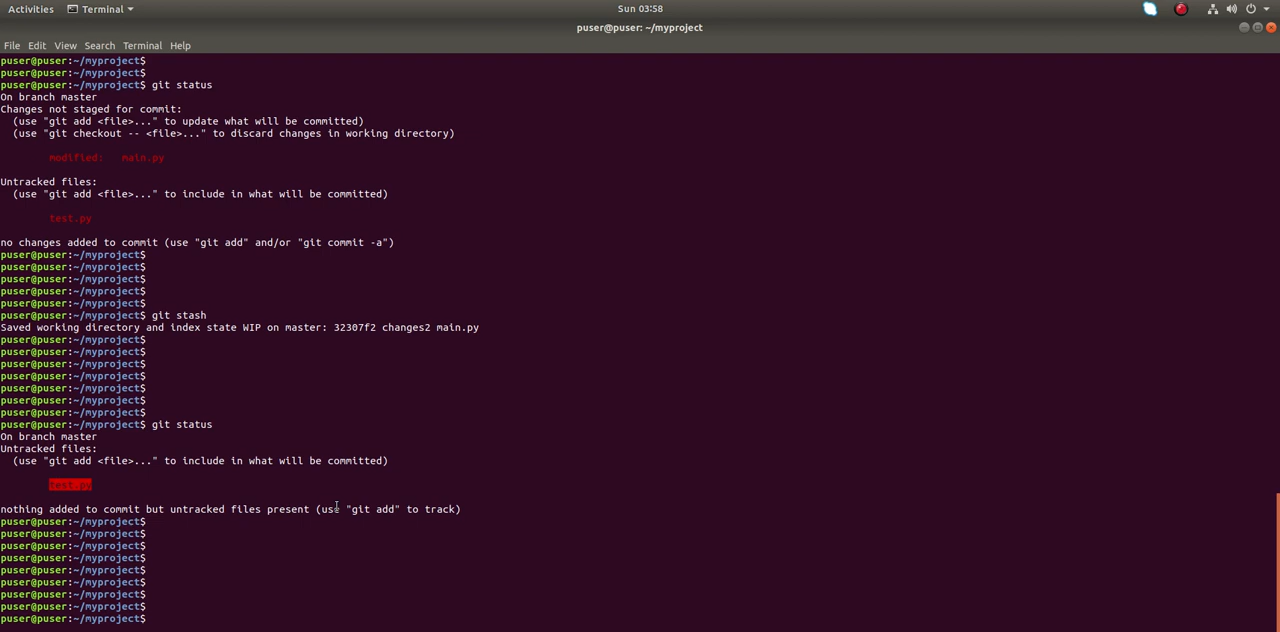 Activities Terminal Sun 03:58
puser@puser: ~/myproject
File Edit View Search Terminal Help
puser@puser:~/myproject$
puser@puser:~/myproject$
puser@puser:~/myproject$ git status
On branch master
Changes not staged for commit:
(use "git add <file>..." to update what will be committed)
(use "git checkout -- <file>..." to discard changes in working directory)
modified: main.py
Untracked files:
(use "git add <file>..." to include in what will be committed)
test.py
no changes added to commit (use "git add" and/or "git commit -a")
puser@puser:~/myproject$
puser@puser:~/myproject$
puser@puser:~/myproject$
puser@puser:~/myproject$
puser@puser:~/myproject$
puser@puser:~/myproject$ git stash
Saved working directory and index state WIP on master: 32307f2 changes2 main.py
puser@puser:~/myproject$
puser@puser:~/myproject$
puser@puser:~/myproject$
puser@puser:~/myproject$
puser@puser:~/myproject$
puser@puser:~/myproject$
puser@puser:~/myproject$
puser@puser:~/myproject$ git status
On branch master
Untracked files:
(use "git add <file>..." to include in what will be committed)
test.py
nothing added to commit but untracked files present (use "git add" to track)
puser@puser:~/myproject$
puser@puser:~/myproject$
puser@puser:~/myproject$
puser@puser:~/myproject$
puser@puser:~/myproject$
puser@puser:~/myproject$
puser@puser:~/myproject$
puser@puser:~/myproject$
puser@puser:~/myproject$